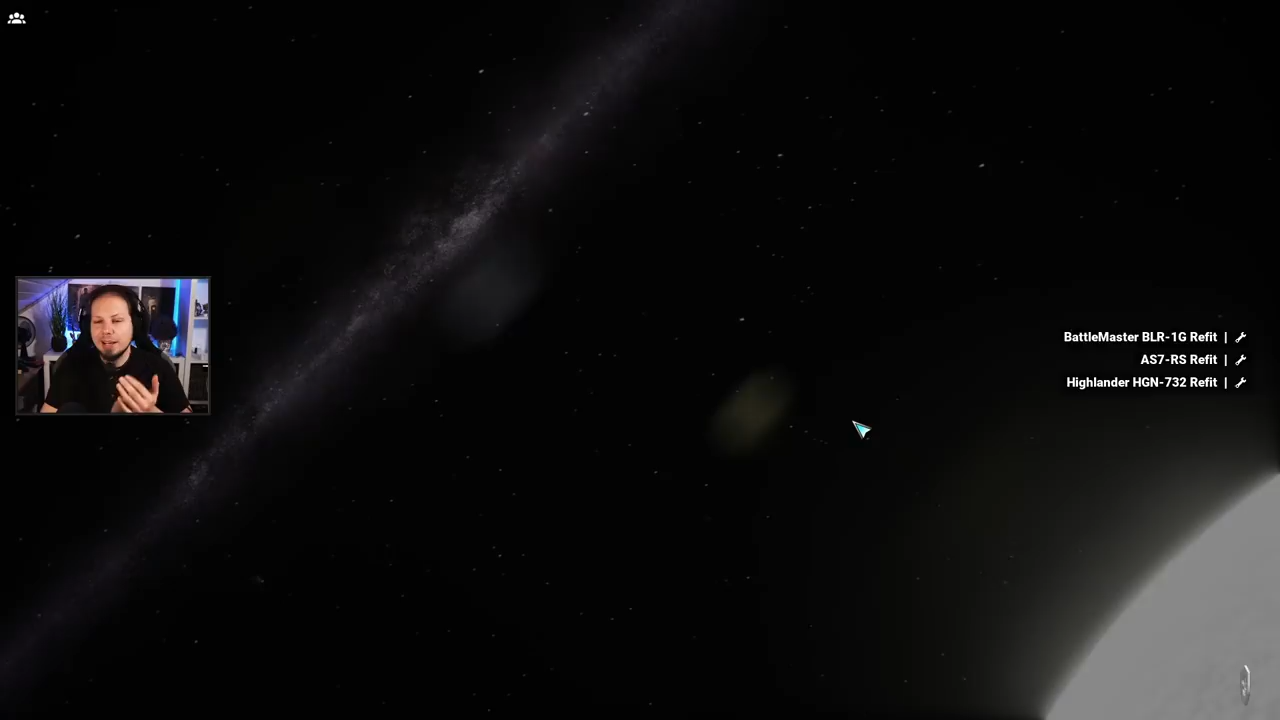 BattleMaster BLR-1G Refit |
AS7-RS Refit |
Highlander HGN-732 Refit |